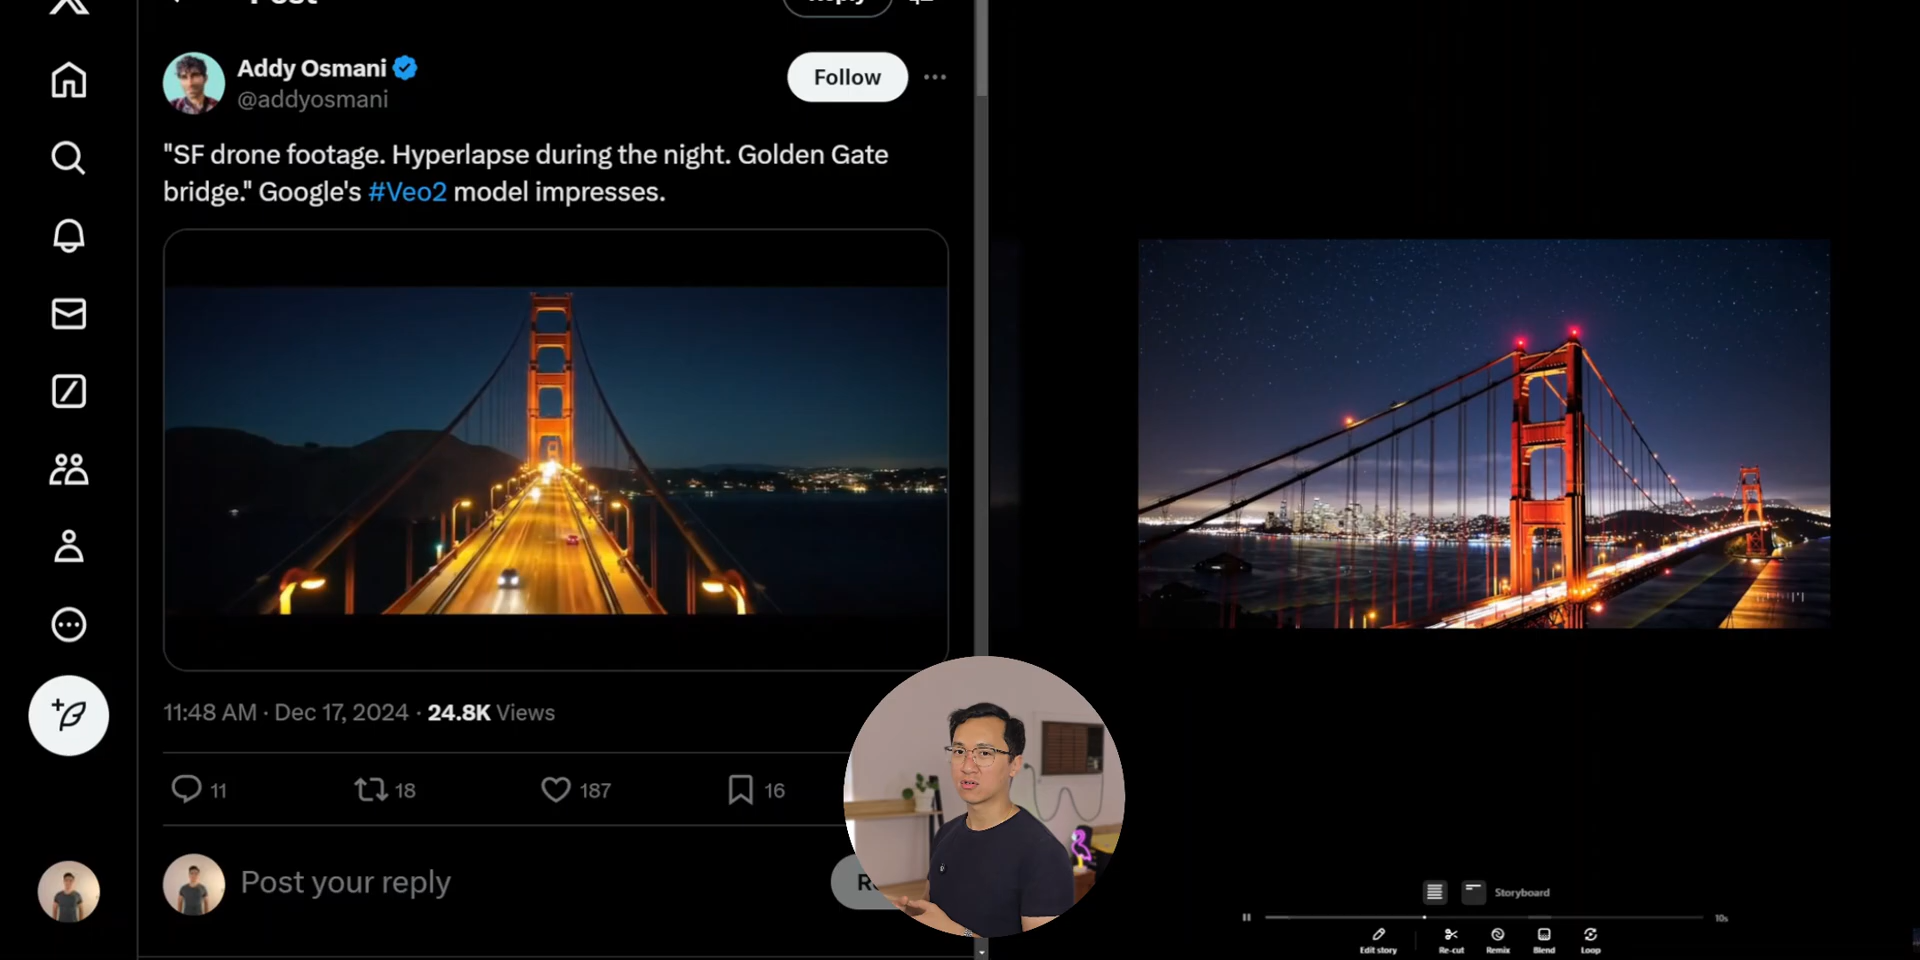 Post
Reply
Addy Osmani
@addyosmani
Follow
"SF drone footage. Hyperlapse during the night. Golden Gate
bridge." Google's #Veo2 model impresses.
11:48 AM · Dec 17, 2024 · 24.8K Views
11
18
187
16
Post your reply
Storyboard
10s
Edit story
Re-cut
Remix
Blend
Loop